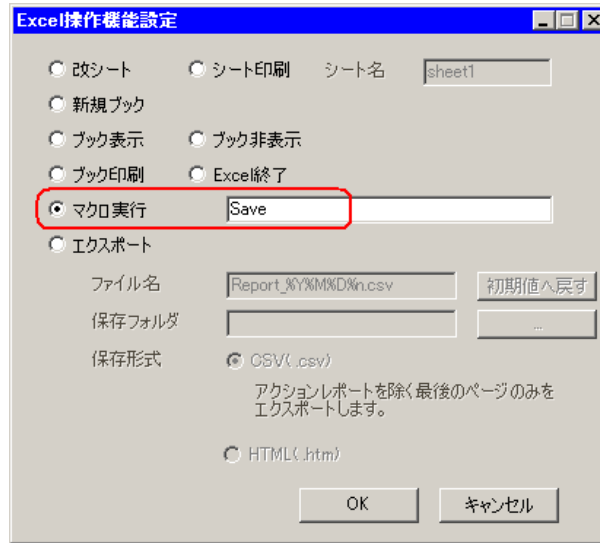 Excel操作機能設定
改シート シート印刷 シート名 sheet1
新規ブック
ブック表示 ブック非表示
ブック印刷 Excel終了
マクロ実行 Save
エクスポート
ファイル名 Report_%Y%M%D%n.csv 初期値へ戻す
保存フォルダ ...
保存形式 CSV(.csv)
アクションレポートを除く最後のページのみを
エクスポートします。
HTML(.htm)
OK キャンセル